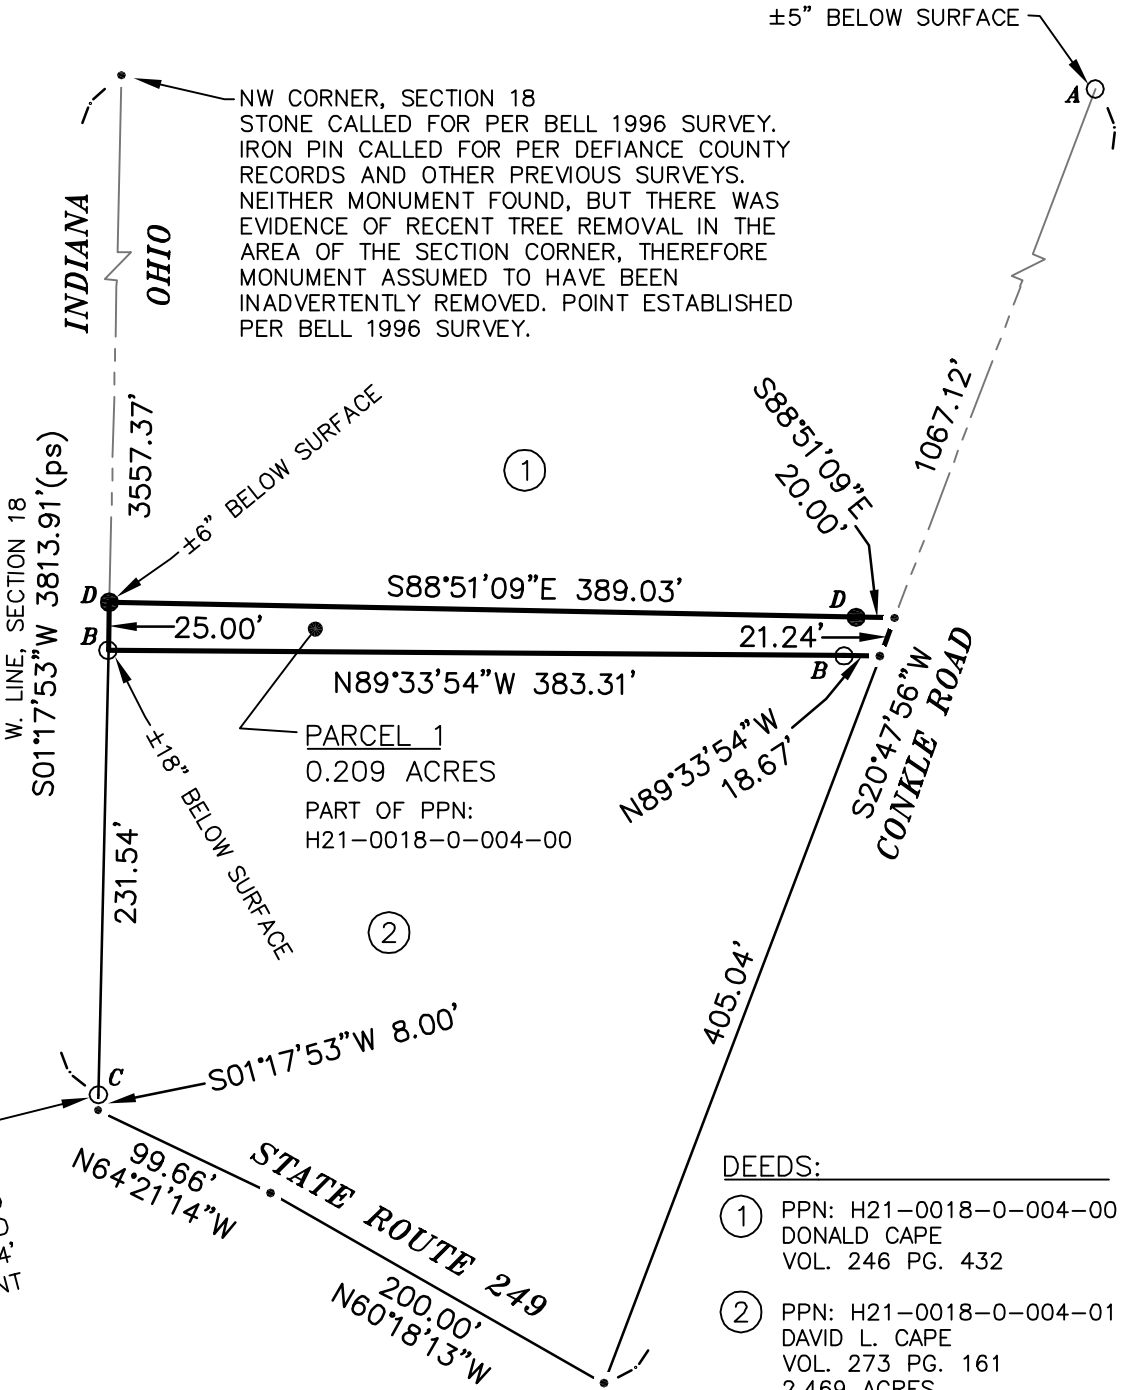 ±5” BELOW SURFACE
A
NW CORNER, SECTION 18
STONE CALLED FOR PER BELL 1996 SURVEY.
IRON PIN CALLED FOR PER DEFIANCE COUNTY
RECORDS AND OTHER PREVIOUS SURVEYS.
NEITHER MONUMENT FOUND, BUT THERE WAS
EVIDENCE OF RECENT TREE REMOVAL IN THE
AREA OF THE SECTION CORNER, THEREFORE
MONUMENT ASSUMED TO HAVE BEEN
INADVERTENTLY REMOVED. POINT ESTABLISHED
PER BELL 1996 SURVEY.
INDIANA
OHIO
3557.37'
W. LINE, SECTION 18
S01°17'53”W 3813.91'(ps)
±6” BELOW SURFACE
1
S88°51'09”E
20.00'
1067.12'
D
S88°51'09”E 389.03'
D
25.00'
21.24'
B
B
N89°33'54”W 383.31'
N89°33'54”W
18.67'
S20°47'56”W
CONKLE ROAD
PARCEL 1
0.209 ACRES
PART OF PPN:
H21-0018-0-004-00
±18” BELOW SURFACE
231.54'
2
405.04'
C
S01°17'53”W 8.00'
99.66'
N64°21'14”W
STATE ROUTE 249
200.00'
N60°18'13”W
4'
NT
DEEDS:
1 PPN: H21-0018-0-004-00
DONALD CAPE
VOL. 246 PG. 432
2 PPN: H21-0018-0-004-01
DAVID L. CAPE
VOL. 273 PG. 161
2.469 ACRES